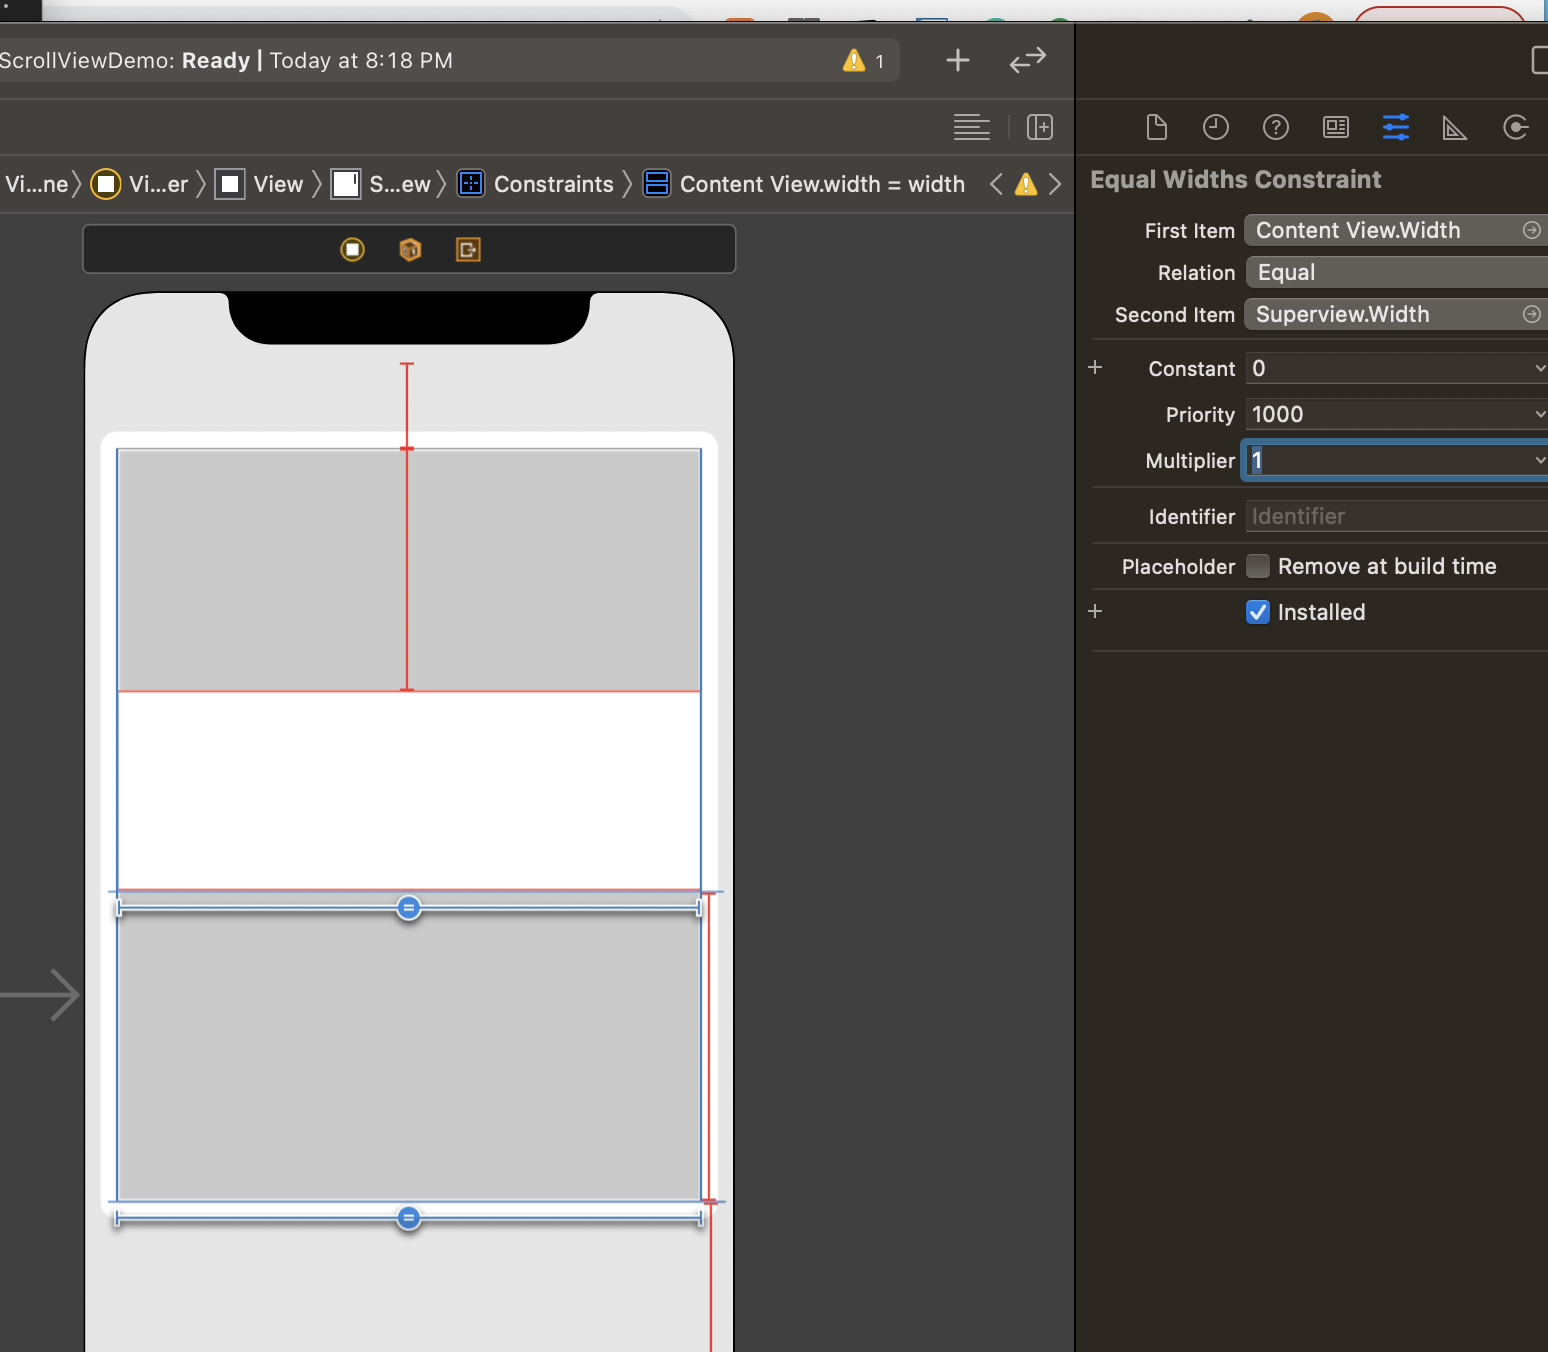 ScrollViewDemo: Ready | Today at 8:18 PM
1
Vi...ne
Vi...er
View
S...ew
Constraints
Content View.width = width
Equal Widths Constraint
First Item
Content View.Width
Relation
Equal
Second Item
Superview.Width
Constant
0
Priority
1000
Multiplier
1
Identifier
Identifier
Placeholder
Remove at build time
Installed